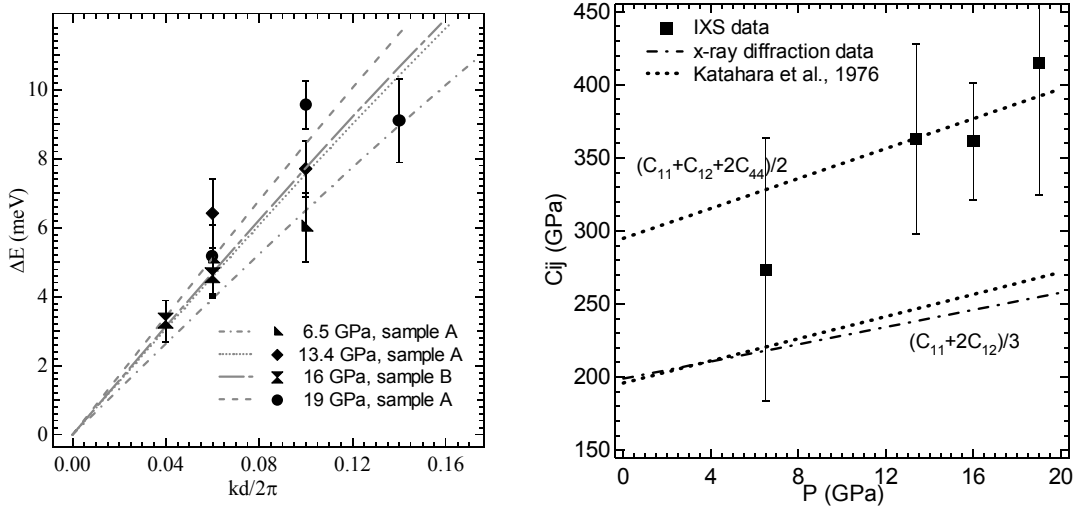 10
8
6
4
2
0
ΔE (meV)
0.00 0.04 0.08 0.12 0.16
kd/2π
6.5 GPa, sample A
13.4 GPa, sample A
16 GPa, sample B
19 GPa, sample A
450
400
350
300
250
200
150
Cij (GPa)
0 4 8 12 16 20
P (GPa)
IXS data
x-ray diffraction data
Katahara et al., 1976
(C₁₁+C₁₂+2C₄₄)/2
(C₁₁+2C₁₂)/3